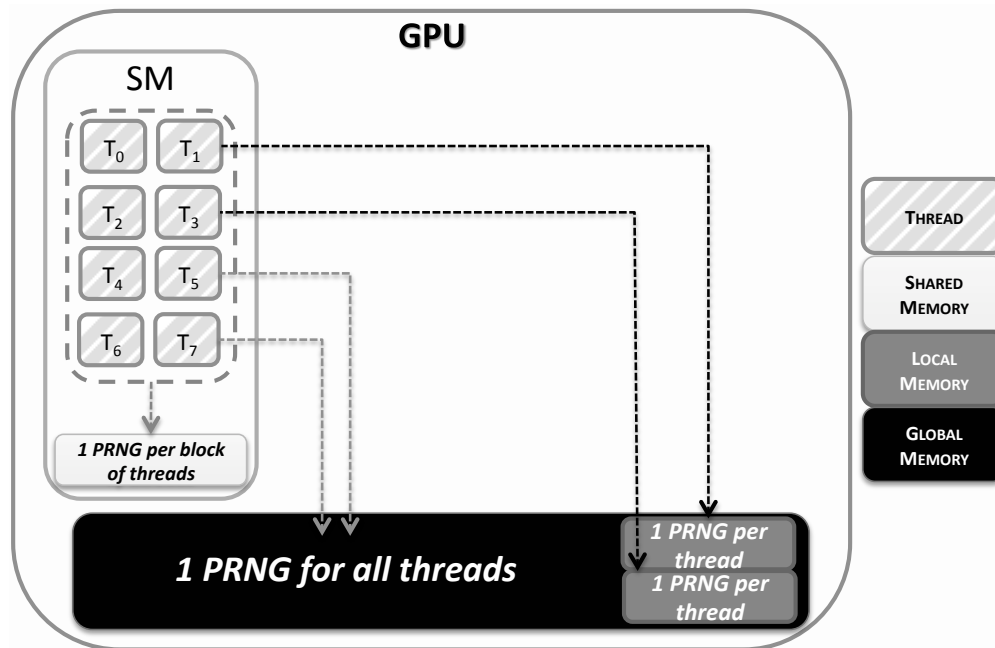 GPU
SM
T0 T1
T2 T3
T4 T5
T6 T7
1 PRNG per block
of threads
1 PRNG for all threads
1 PRNG per
thread
1 PRNG per
thread
THREAD
SHARED
MEMORY
LOCAL
MEMORY
GLOBAL
MEMORY